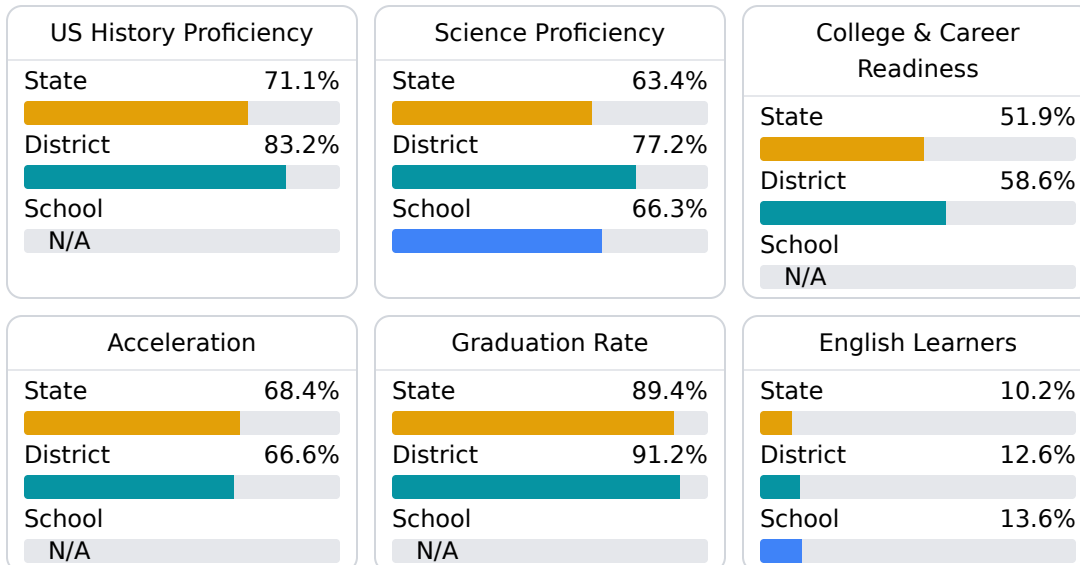 US History Proficiency
State 71.1%
District 83.2%
School
N/A
Science Proficiency
State 63.4%
District 77.2%
School 66.3%
College & Career
Readiness
State 51.9%
District 58.6%
School
N/A
Acceleration
State 68.4%
District 66.6%
School
N/A
Graduation Rate
State 89.4%
District 91.2%
School
N/A
English Learners
State 10.2%
District 12.6%
School 13.6%